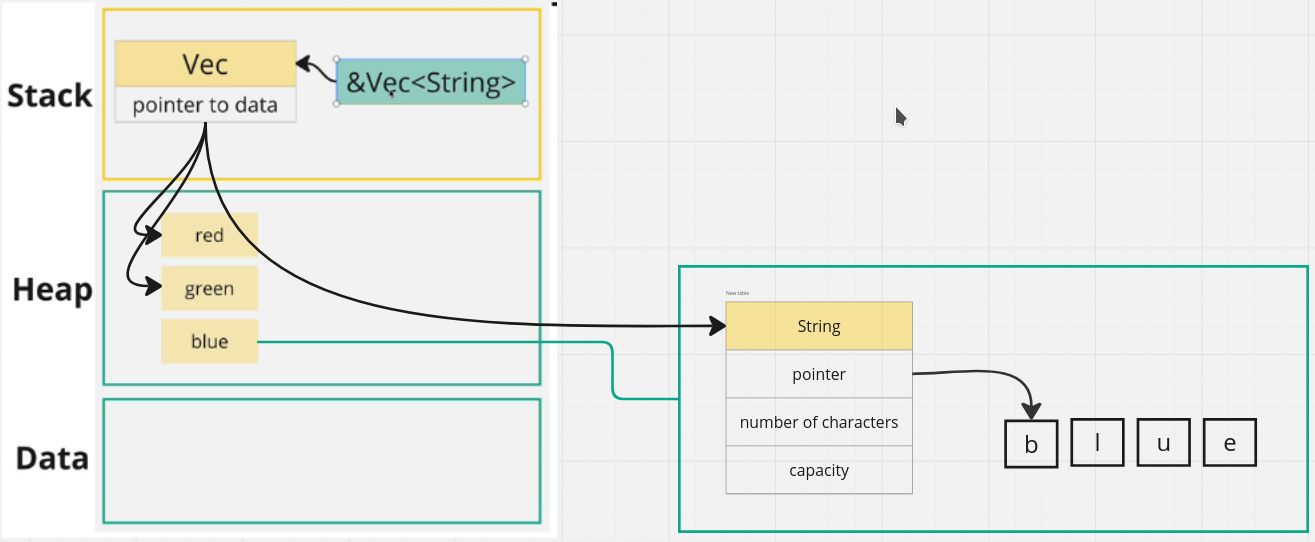 Stack
Vec
pointer to data
&Vec<String>
Heap
red
green
blue
Data
New table
String
pointer
number of characters
capacity
b l u e